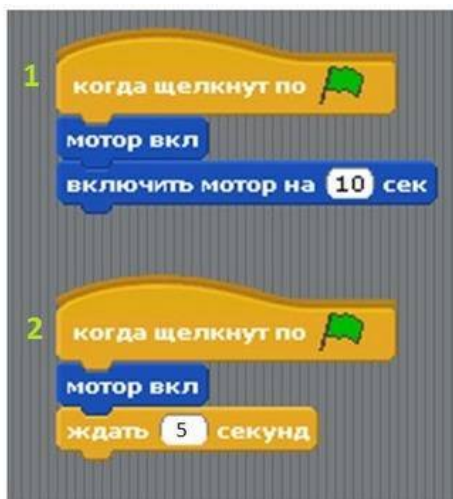 1
когда щелкнут по
мотор вкл
включить мотор на 10 сек
2
когда щелкнут по
мотор вкл
ждать 5 секунд